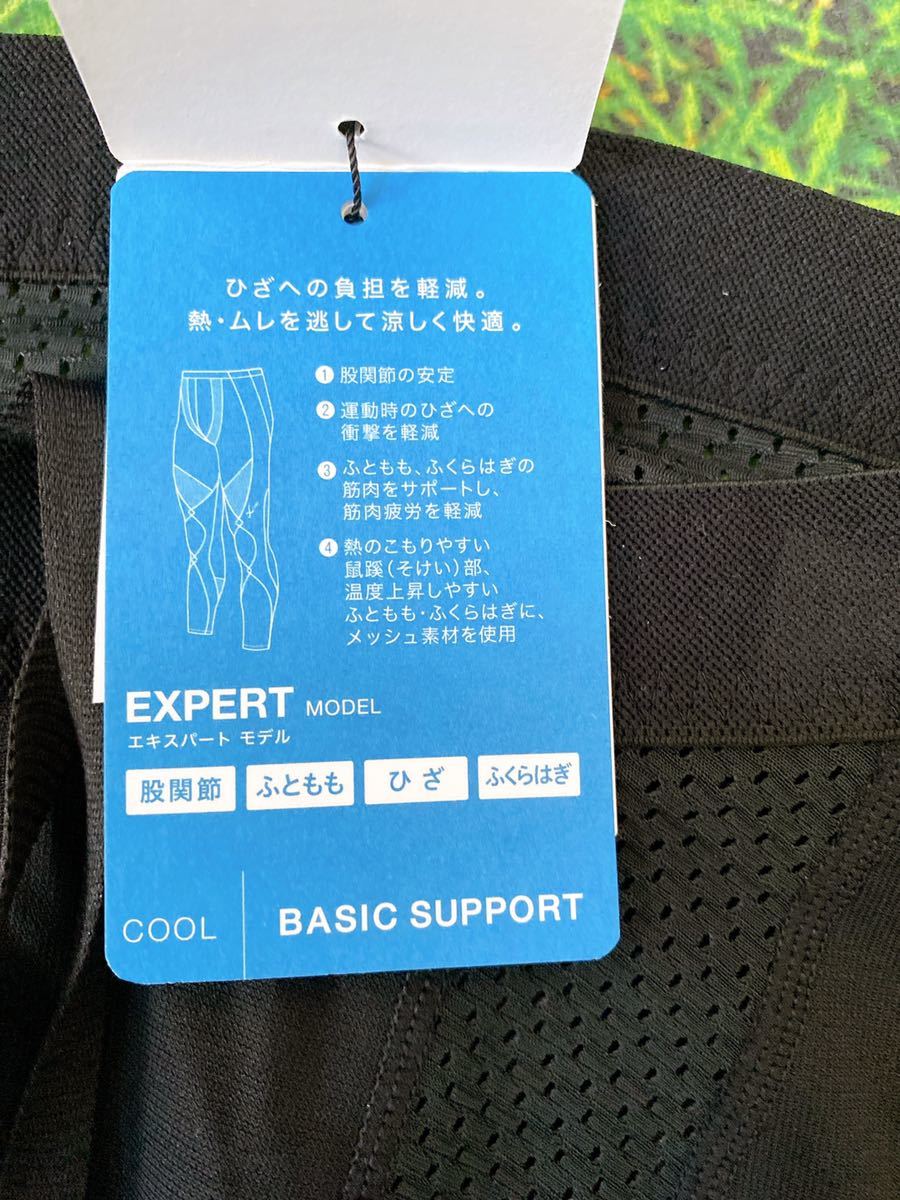 ひざへの負担を軽減。
熱・ムレを逃して涼しく快適。
1 股関節の安定
2 運動時のひざへの
衝撃を軽減
3 ふともも、ふくらはぎの
筋肉をサポートし、
筋肉疲労を軽減
4 熱のこもりやすい
鼠蹊（そけい）部、
温度上昇しやすい
ふともも・ふくらはぎに、
メッシュ素材を使用
EXPERT MODEL
エキスパート モデル
股関節 ふともも ひざ ふくらはぎ
COOL BASIC SUPPORT